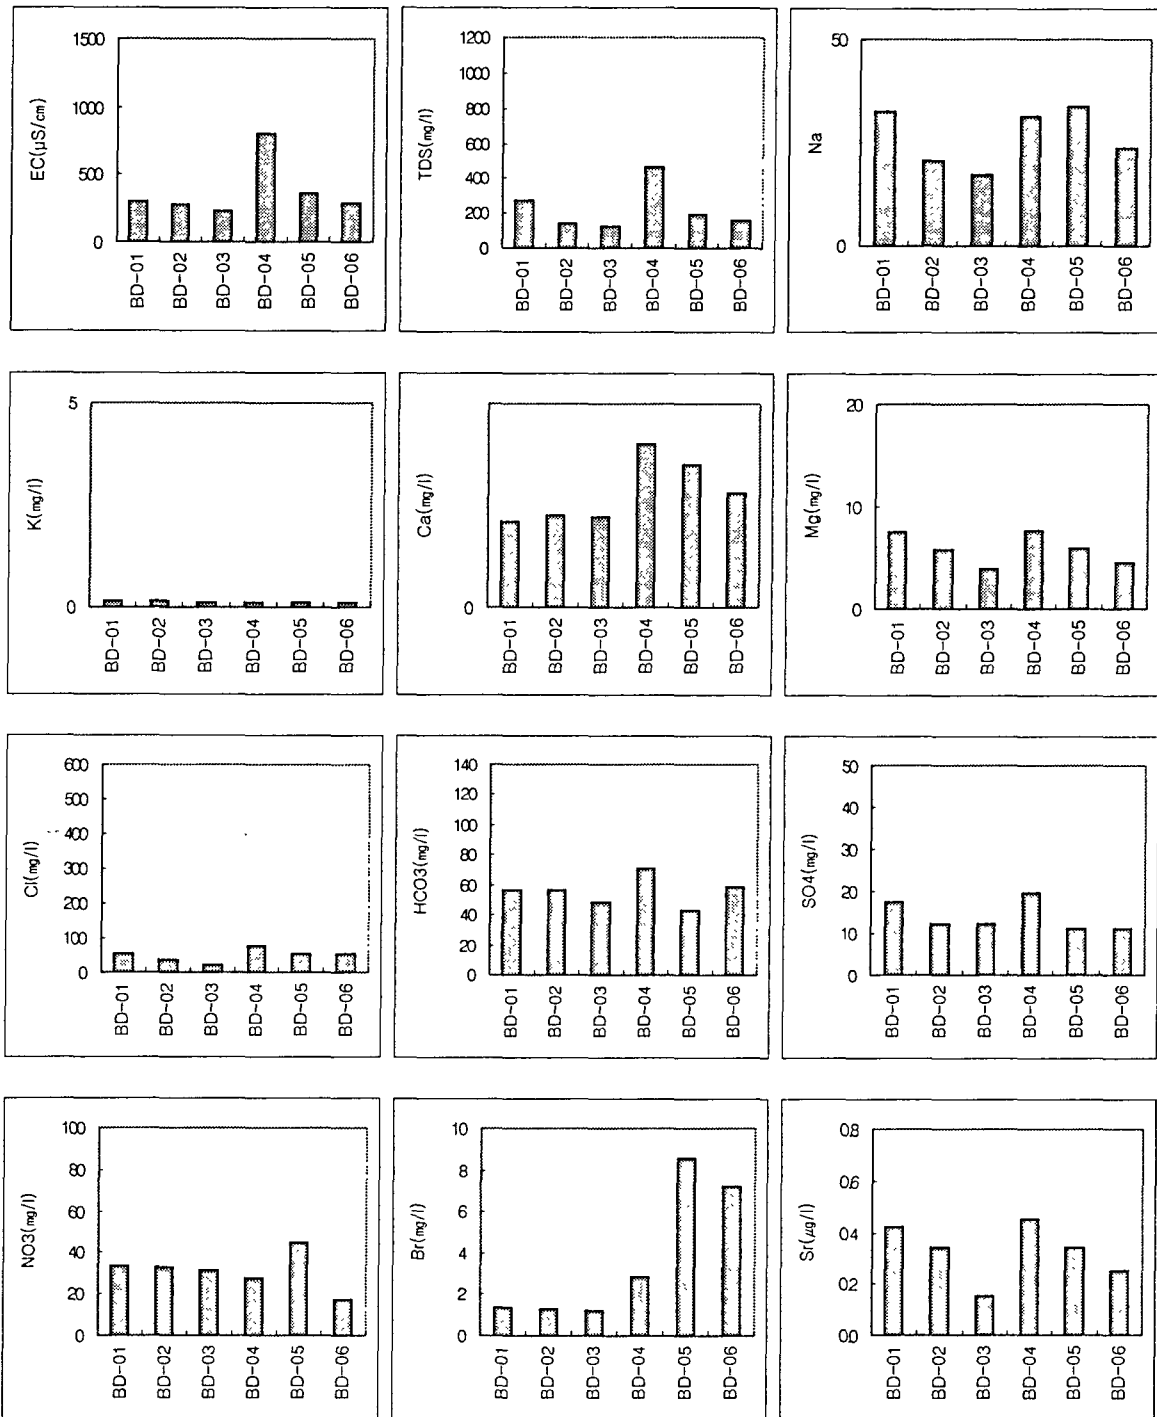 EC(µS/cm)
1500
1000
500
0
BD-01
BD-02
BD-03
BD-04
BD-05
BD-06
TDS(mg/l)
1200
1000
800
600
400
200
0
BD-01
BD-02
BD-03
BD-04
BD-05
BD-06
Na
50
0
BD-01
BD-02
BD-03
BD-04
BD-05
BD-06
K(mg/l)
5
0
BD-01
BD-02
BD-03
BD-04
BD-05
BD-06
Ca(mg/l)
0
BD-01
BD-02
BD-03
BD-04
BD-05
BD-06
Mg(mg/l)
20
10
0
BD-01
BD-02
BD-03
BD-04
BD-05
BD-06
Cl(mg/l)
600
500
400
300
200
100
0
BD-01
BD-02
BD-03
BD-04
BD-05
BD-06
HCO3(mg/l)
140
120
100
80
60
40
20
0
BD-01
BD-02
BD-03
BD-04
BD-05
BD-06
SO4(mg/l)
50
40
30
20
10
0
BD-01
BD-02
BD-03
BD-04
BD-05
BD-06
NO3(mg/l)
100
80
60
40
20
0
BD-01
BD-02
BD-03
BD-04
BD-05
BD-06
Br(mg/l)
10
8
6
4
2
0
BD-01
BD-02
BD-03
BD-04
BD-05
BD-06
Sr(µg/l)
0.8
0.6
0.4
0.2
0.0
BD-01
BD-02
BD-03
BD-04
BD-05
BD-06